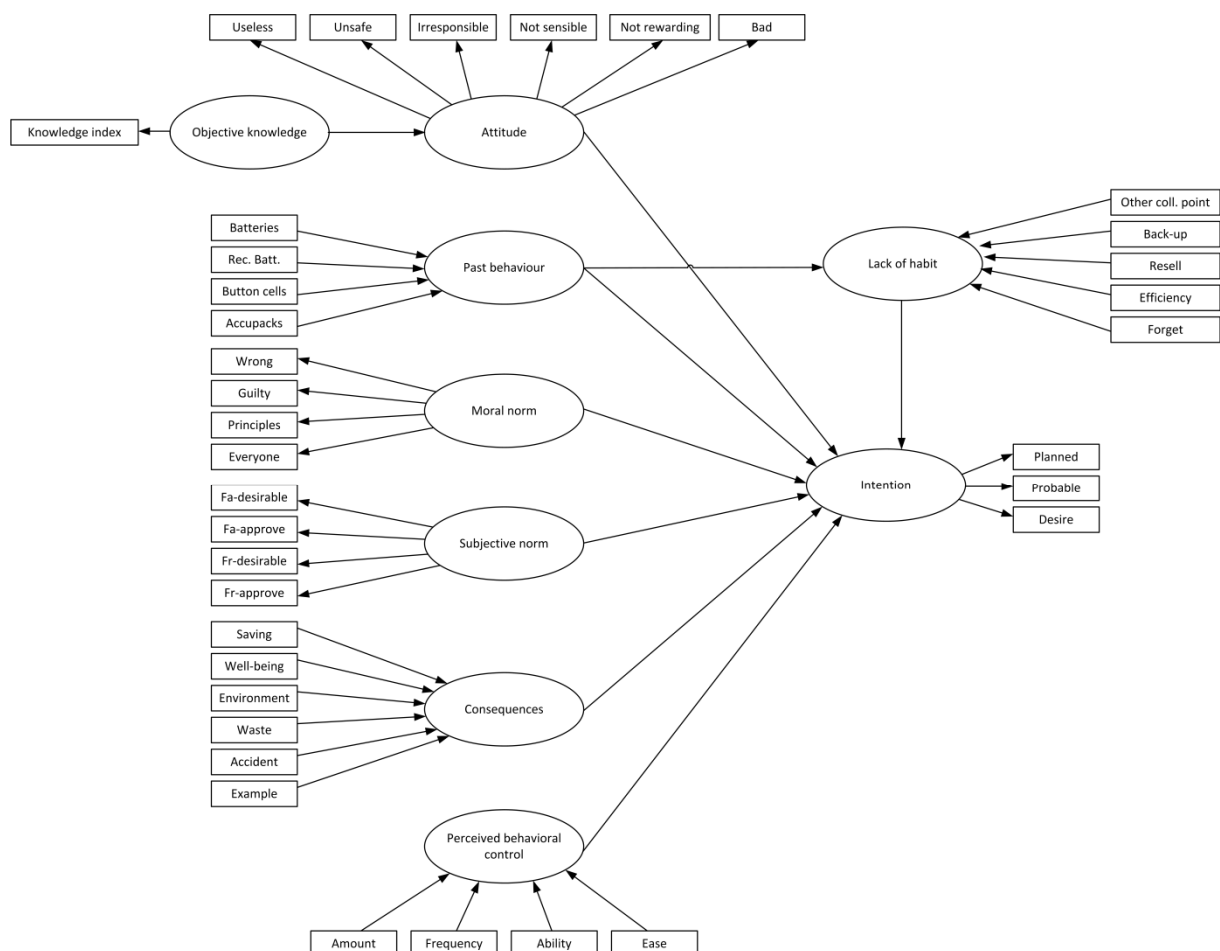 Useless
Unsafe
Irresponsible
Not sensible
Not rewarding
Bad
Knowledge index
Objective knowledge
Attitude
Batteries
Rec. Batt.
Button cells
Accupacks
Past behaviour
Lack of habit
Other coll. point
Back-up
Resell
Efficiency
Forget
Wrong
Guilty
Principles
Everyone
Moral norm
Fa-desirable
Fa-approve
Fr-desirable
Fr-approve
Subjective norm
Intention
Planned
Probable
Desire
Saving
Well-being
Environment
Waste
Accident
Example
Consequences
Perceived behavioral
control
Amount
Frequency
Ability
Ease